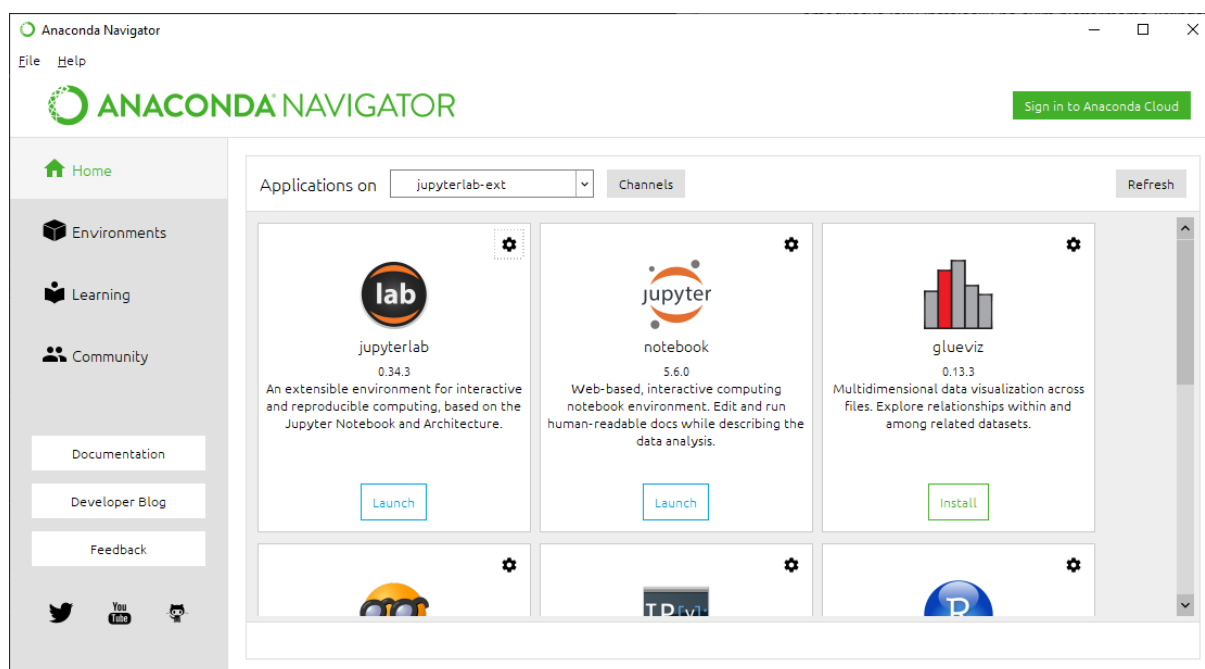 Anaconda Navigator
File Help
ANACONDA NAVIGATOR
Sign in to Anaconda Cloud
Home
Environments
Learning
Community
Documentation
Developer Blog
Feedback
You
Tube
Applications on jupyterlab-ext Channels Refresh
lab
jupyterlab
0.34.3
An extensible environment for interactive
and reproducible computing, based on the
Jupyter Notebook and Architecture.
Launch
jupyter
notebook
5.6.0
Web-based, interactive computing
notebook environment. Edit and run
human-readable docs while describing the
data analysis.
Launch
glueviz
0.13.3
Multidimensional data visualization across
files. Explore relationships within and
among related datasets.
Install
IP[y]:
R